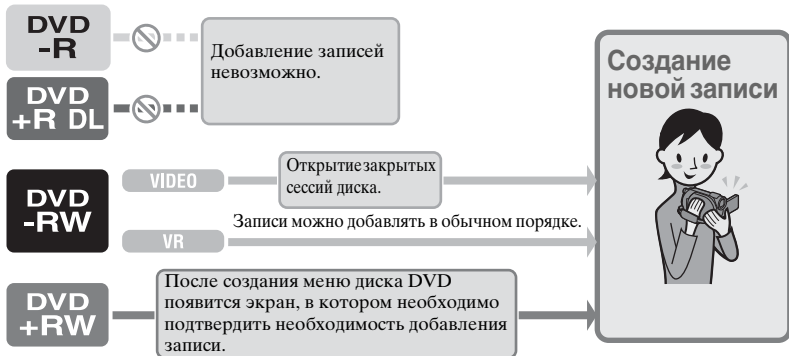 DVD
-R
Добавление записей
невозможно.
DVD
+R DL
Создание
новой записи
DVD
-RW
VIDEO
Открытие закрытых
сессий диска.
Записи можно добавлять в обычном порядке.
VR
DVD
+RW
После создания меню диска DVD
появится экран, в котором необходимо
подтвердить необходимость добавления
записи.